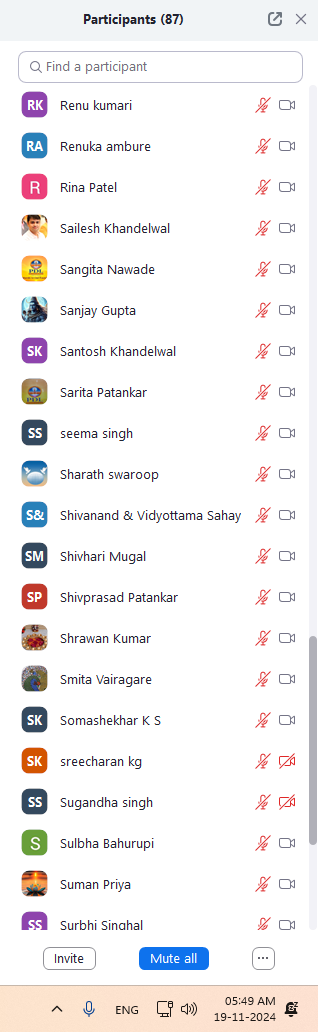 Participants (87)
Find a participant
RK Renu kumari
RA Renuka ambure
R Rina Patel
Sailesh Khandelwal
Sangita Nawade
Sanjay Gupta
SK Santosh Khandelwal
Sarita Patankar
SS seema singh
Sharath swaroop
S& Shivanand & Vidyottama Sahay
SM Shivhari Mugal
SP Shivprasad Patankar
Shrawan Kumar
Smita Vairagare
SK Somashekhar K S
SK sreecharan kg
SS Sugandha singh
S Sulbha Bahurupi
Suman Priya
SS Surbhi Singhal
Invite Mute all ...
ENG 05:49 AM
19-11-2024